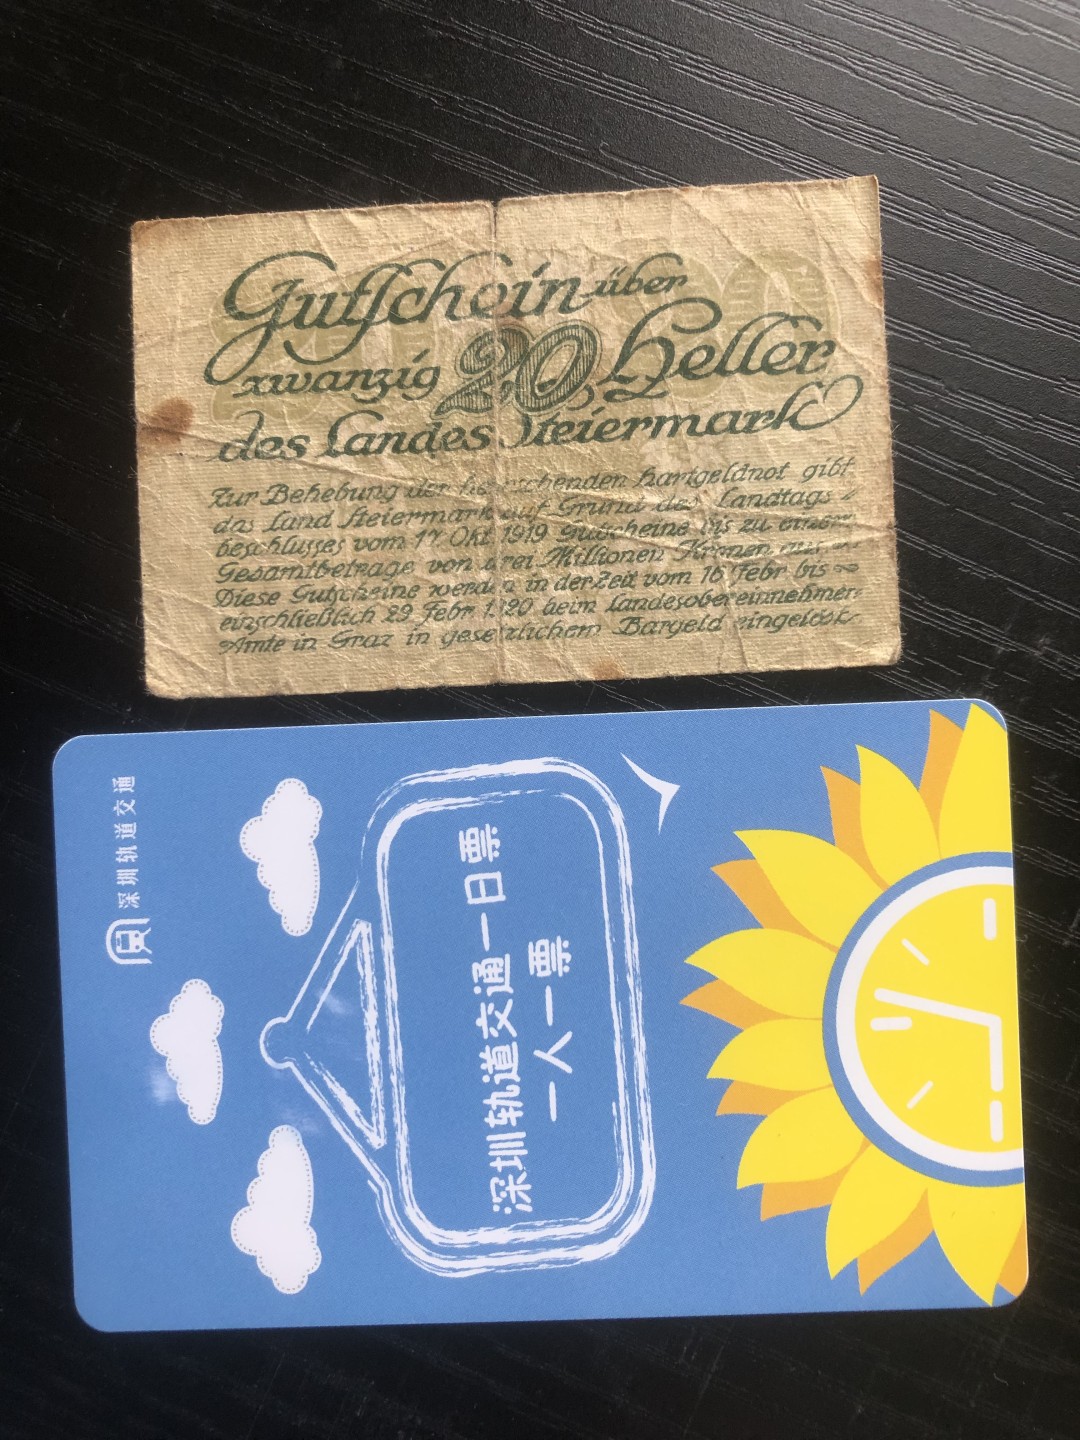 Gutschein über
zwanzig 20 Heller
des Landes Steiermark
Zur Behebung der herrschenden Hartgeldnot gibt
das Land Steiermark auf Grund des Landtags-
beschlusses vom 17 Okt 1919 Gutscheine bis zu einem
Gesamtbetrage von drei Millionen Kronen aus.
Diese Gutscheine werden in der Zeit vom 16 Febr bis
einschließlich 29 Febr 1920 beim Landesobereinnehmer-
Amte in Graz in gesetzlichem Bargeld eingelöst.
深圳轨道交通
深圳轨道交通一日票
一人一票